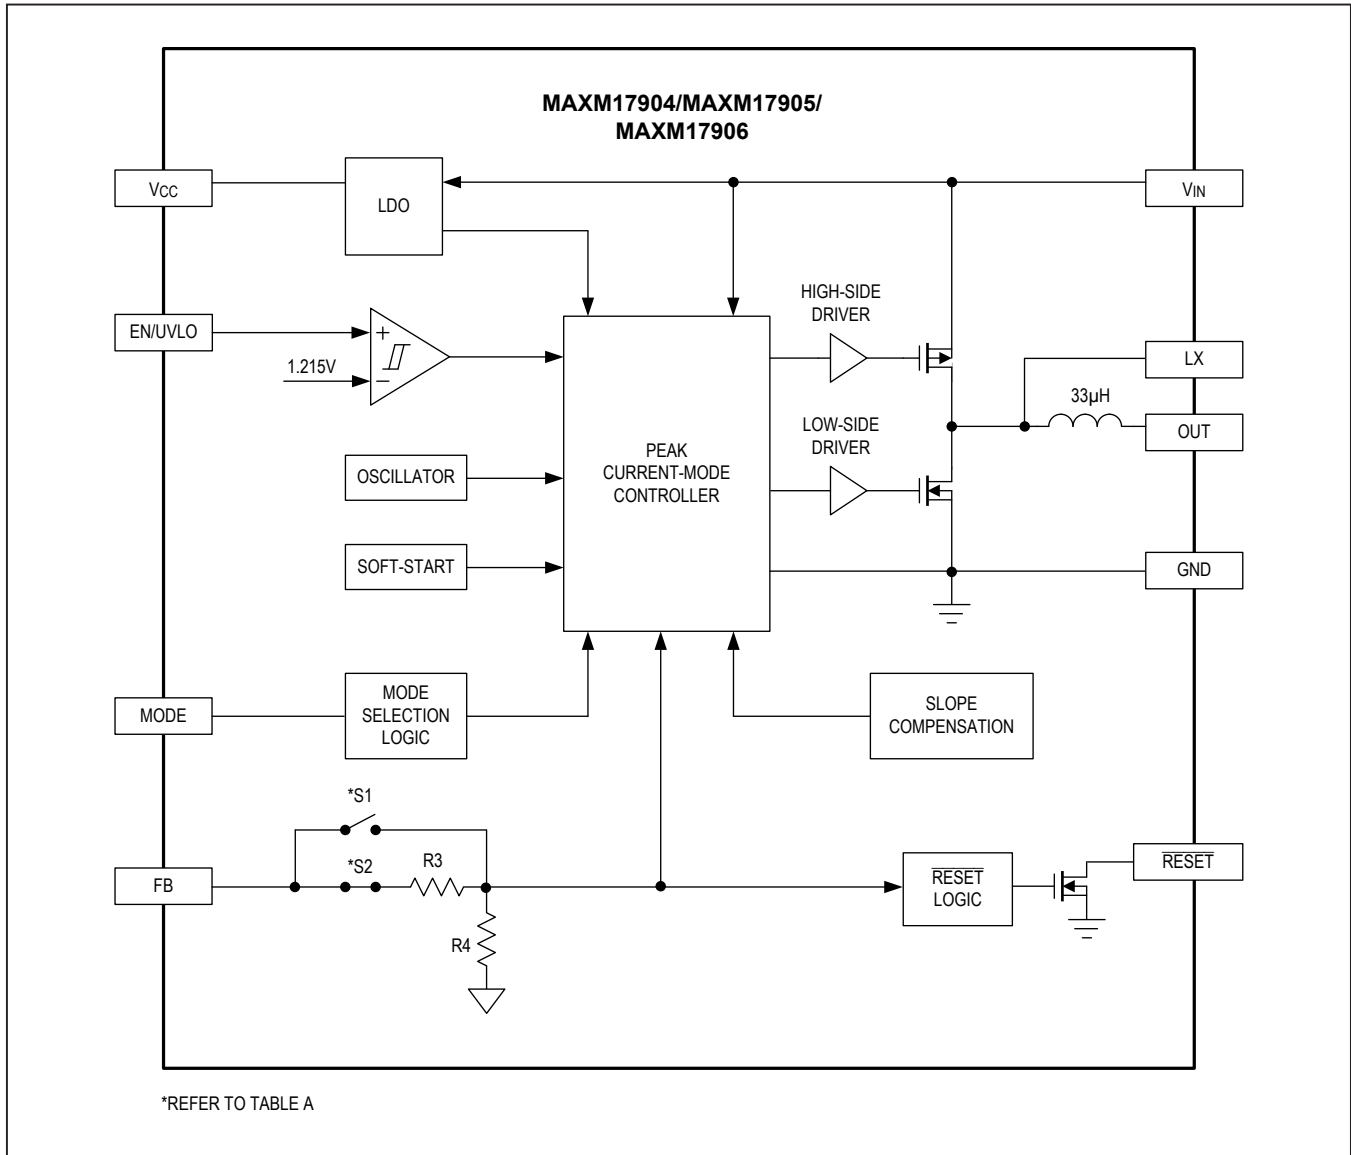 MAXM17904/MAXM17905/
MAXM17906
VCC
LDO
VIN
HIGH-SIDE
DRIVER
EN/UVLO
+
1.215V
−
LX
33µH
LOW-SIDE
DRIVER
OUT
PEAK
CURRENT-MODE
CONTROLLER
OSCILLATOR
SOFT-START
GND
MODE
MODE
SELECTION
LOGIC
SLOPE
COMPENSATION
*S1
*S2
R3
FB
RESET
LOGIC
RESET
R4
*REFER TO TABLE A